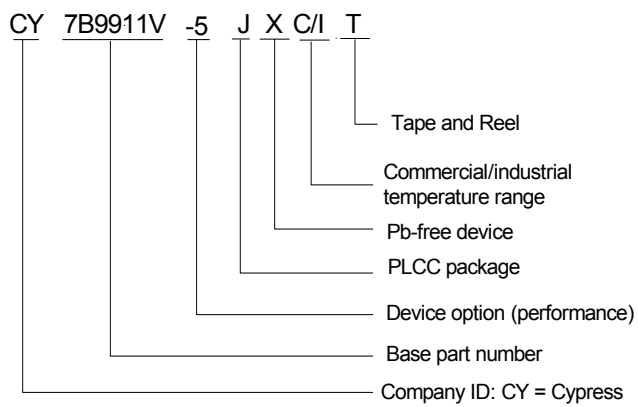 CY 7B9911V -5 J X C/I T
Tape and Reel
Commercial/industrial
temperature range
Pb-free device
PLCC package
Device option (performance)
Base part number
Company ID: CY = Cypress